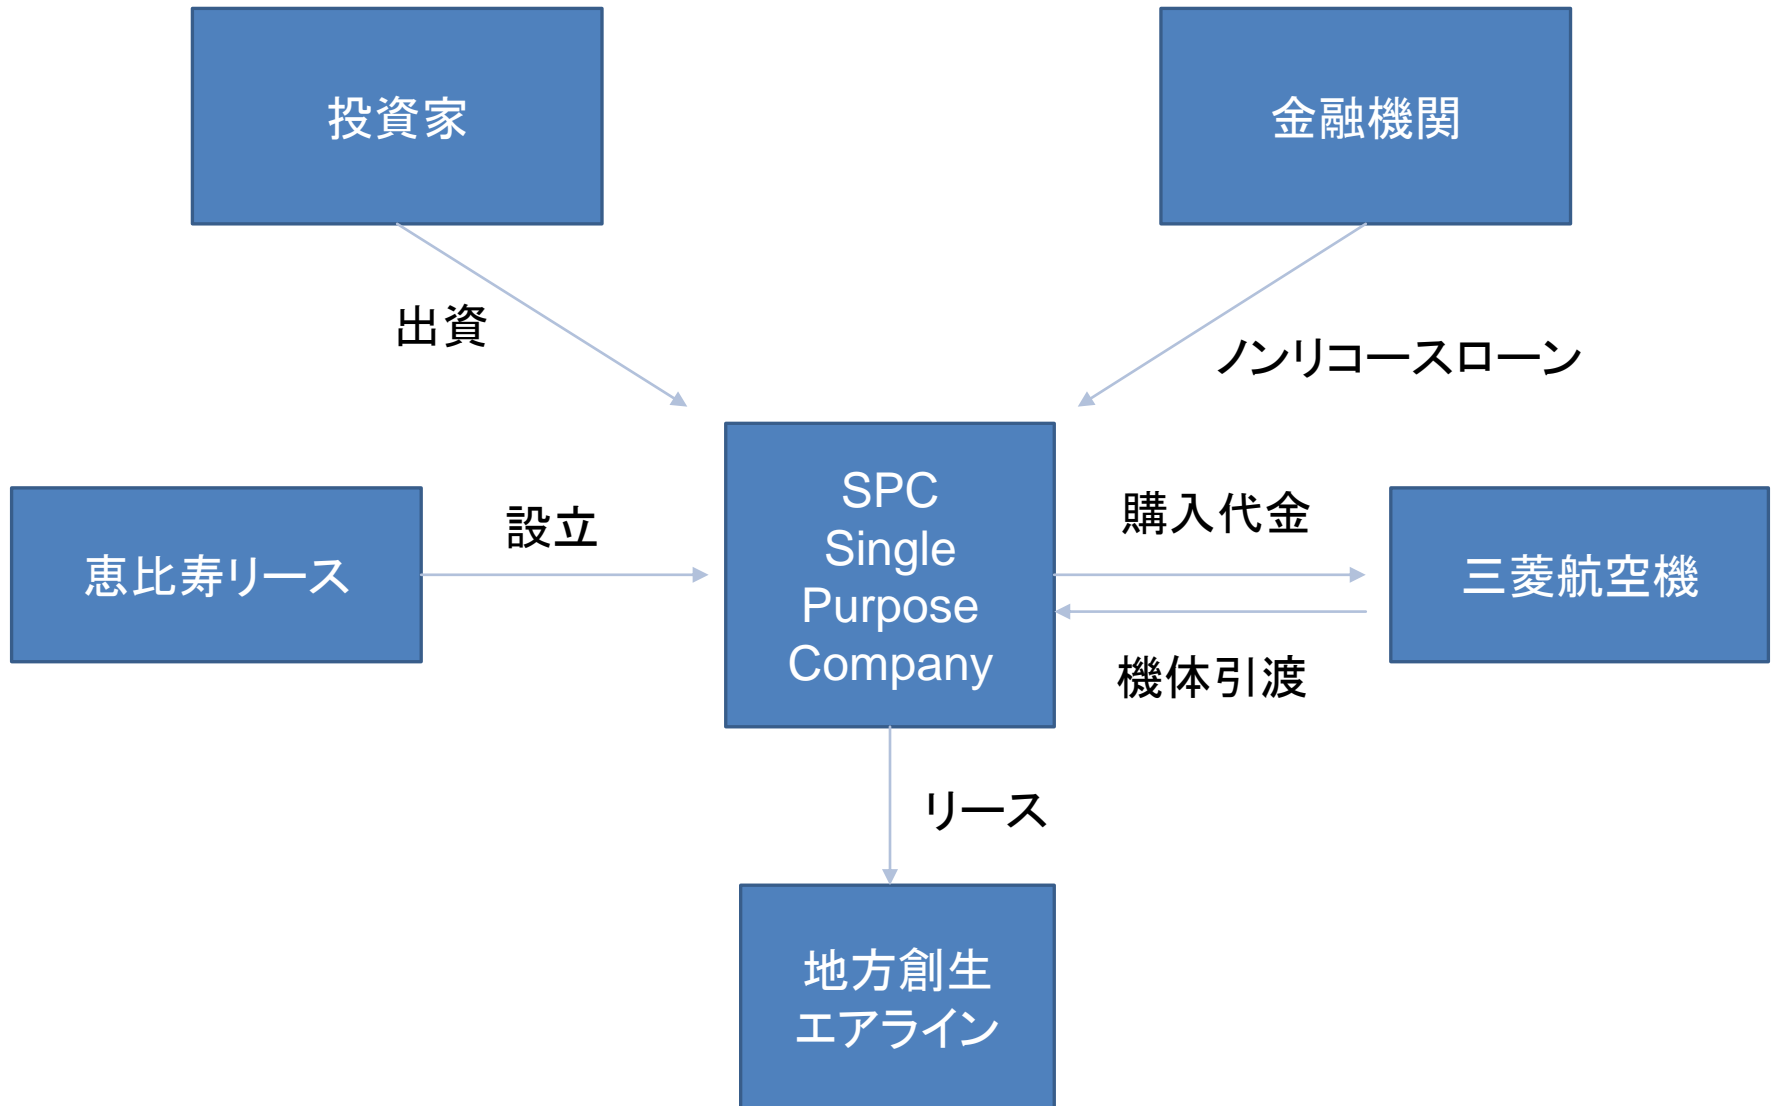 投資家
金融機関
出資
ノンリコースローン
恵比寿リース
設立
SPC
Single
Purpose
Company
購入代金
機体引渡
三菱航空機
リース
地方創生
エアライン